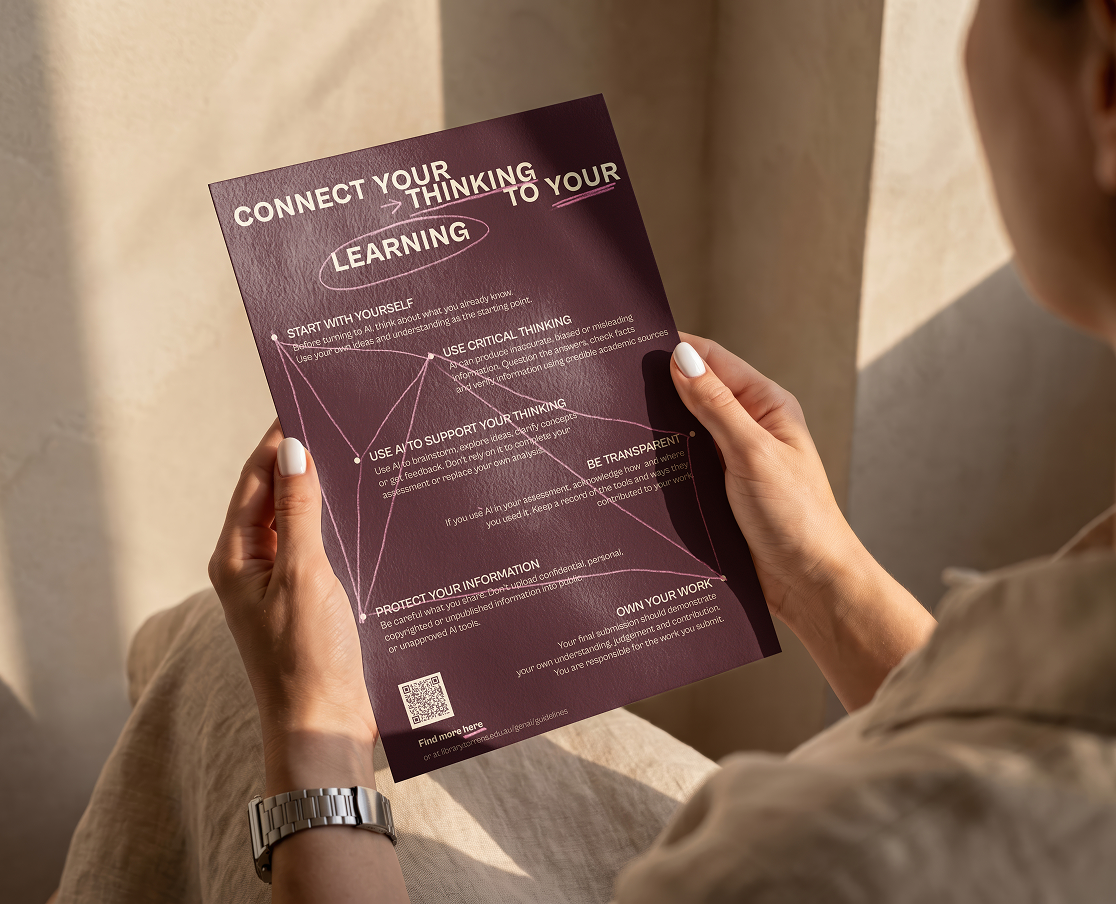 CONNECT YOUR
THINKING
TO YOUR
LEARNING
START WITH YOURSELF
Before turning to AI, think about what you already know.
Use your own ideas and understanding as the starting point.
USE CRITICAL THINKING
AI can produce inaccurate, biased or misleading
information. Question the answers, check facts
and verify information using credible academic sources
USE AI TO SUPPORT YOUR THINKING
Use AI to brainstorm, explore ideas, clarify concepts
or get feedback. Don't rely on it to complete your
assessment or replace your own analysis.
BE TRANSPARENT
If you use AI in your assessment, acknowledge how and where
you used it. Keep a record of the tools and ways they
contributed to your work.
PROTECT YOUR INFORMATION
Be careful what you share. Don't upload confidential, personal,
copyrighted or unpublished information into public
or unapproved AI tools.
OWN YOUR WORK
Your final submission should demonstrate
your own understanding, judgement and contribution.
You are responsible for the work you submit.
Find more here
or at library.torrens.edu.au/genai/guidelines